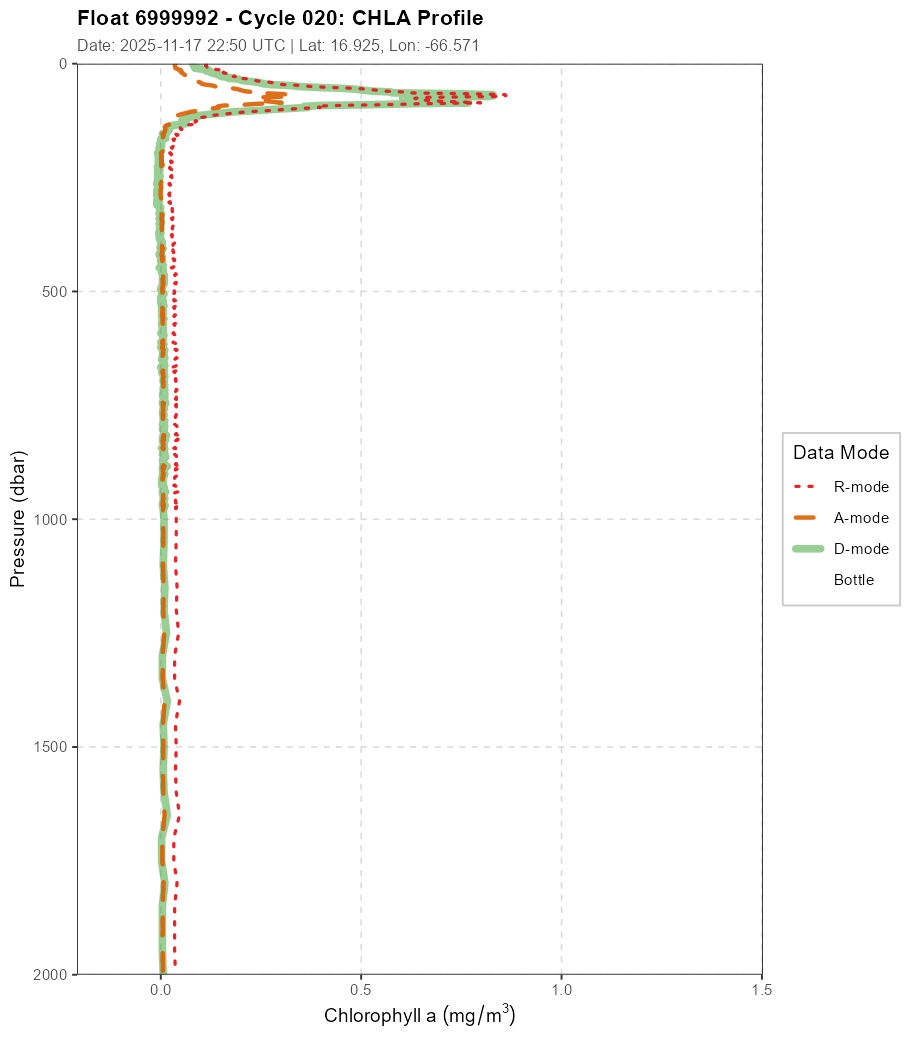 Float 6999992 - Cycle 020: CHLA Profile
Date: 2025-11-17 22:50 UTC | Lat: 16.925, Lon: -66.571
0
500
1000
1500
2000
Pressure (dbar)
0.0
0.5
1.0
1.5
Chlorophyll a (mg/m³)
Data Mode
R-mode
A-mode
D-mode
Bottle